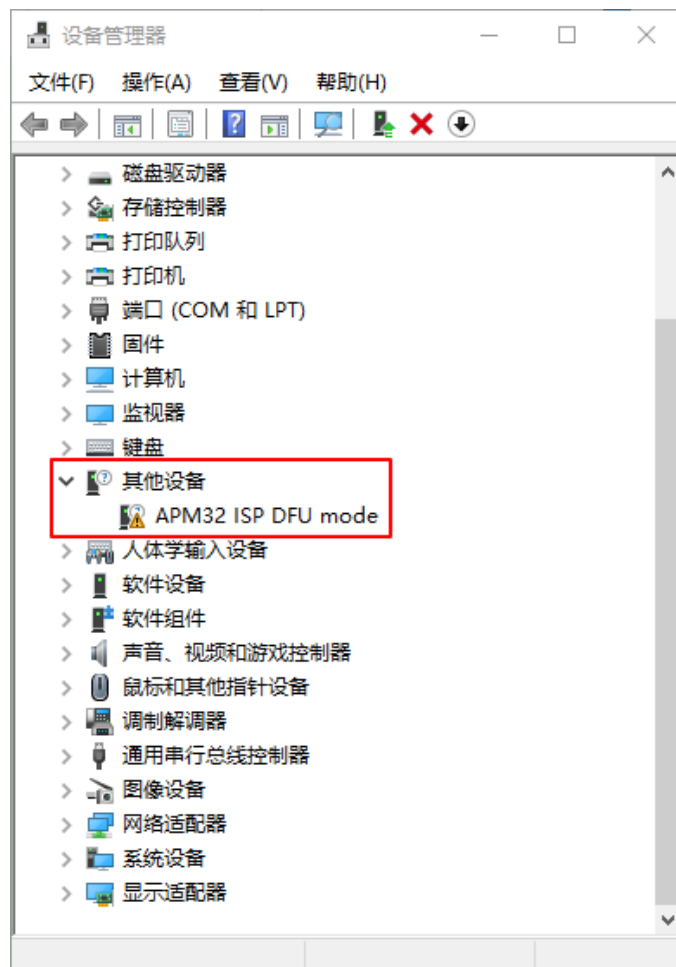 设备管理器
文件(F) 操作(A) 查看(V) 帮助(H)
磁盘驱动器
存储控制器
打印队列
打印机
端口 (COM 和 LPT)
固件
计算机
监视器
键盘
其他设备
APM32 ISP DFU mode
人体学输入设备
软件设备
软件组件
声音、视频和游戏控制器
鼠标和其他指针设备
调制解调器
通用串行总线控制器
图像设备
网络适配器
系统设备
显示适配器